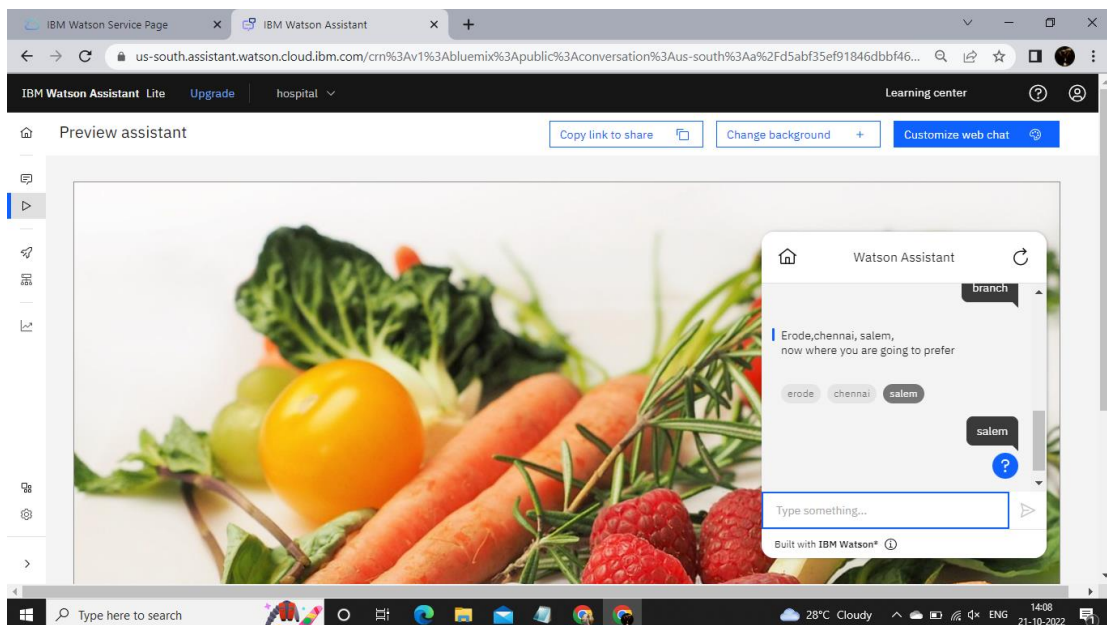 IBM Watson Service Page
IBM Watson Assistant
us-south.assistant.watson.cloud.ibm.com/crn%3Av1%3Abluemix%3Apublic%3Aconversation%3Aus-south%3Aa%2Fd5abf35ef91846dbbf46...
IBM Watson Assistant Lite Upgrade hospital Learning center
Preview assistant Copy link to share Change background + Customize web chat
Watson Assistant
branch
Erode,chennai, salem,
now where you are going to prefer
erode chennai salem
salem
?
Type something...
Built with IBM Watson®
Type here to search 28°C Cloudy ENG 14:08
21-10-2022